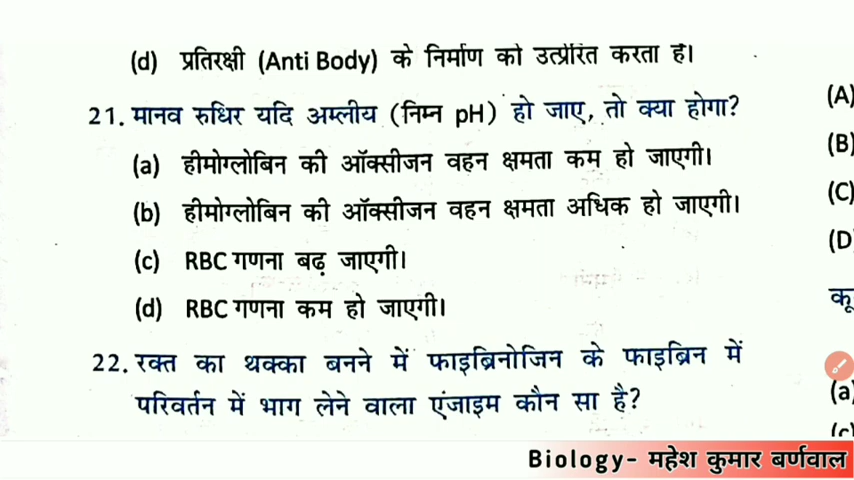 (d) प्रतिरक्षी (Anti Body) के निर्माण को उत्प्रेरित करता है।
21. मानव रुधिर यदि अम्लीय (निम्न pH) हो जाए, तो क्या होगा?
(a) हीमोग्लोबिन की ऑक्सीजन वहन क्षमता कम हो जाएगी।
(b) हीमोग्लोबिन की ऑक्सीजन वहन क्षमता अधिक हो जाएगी।
(c) RBC गणना बढ़ जाएगी।
(d) RBC गणना कम हो जाएगी।
22. रक्त का थक्का बनने में फाइब्रिनोजिन के फाइब्रिन में
परिवर्तन में भाग लेने वाला एंजाइम कौन सा है?
(A)
(B)
(C)
(D
कू
(a)
Biology- महेश कुमार बर्णवाल